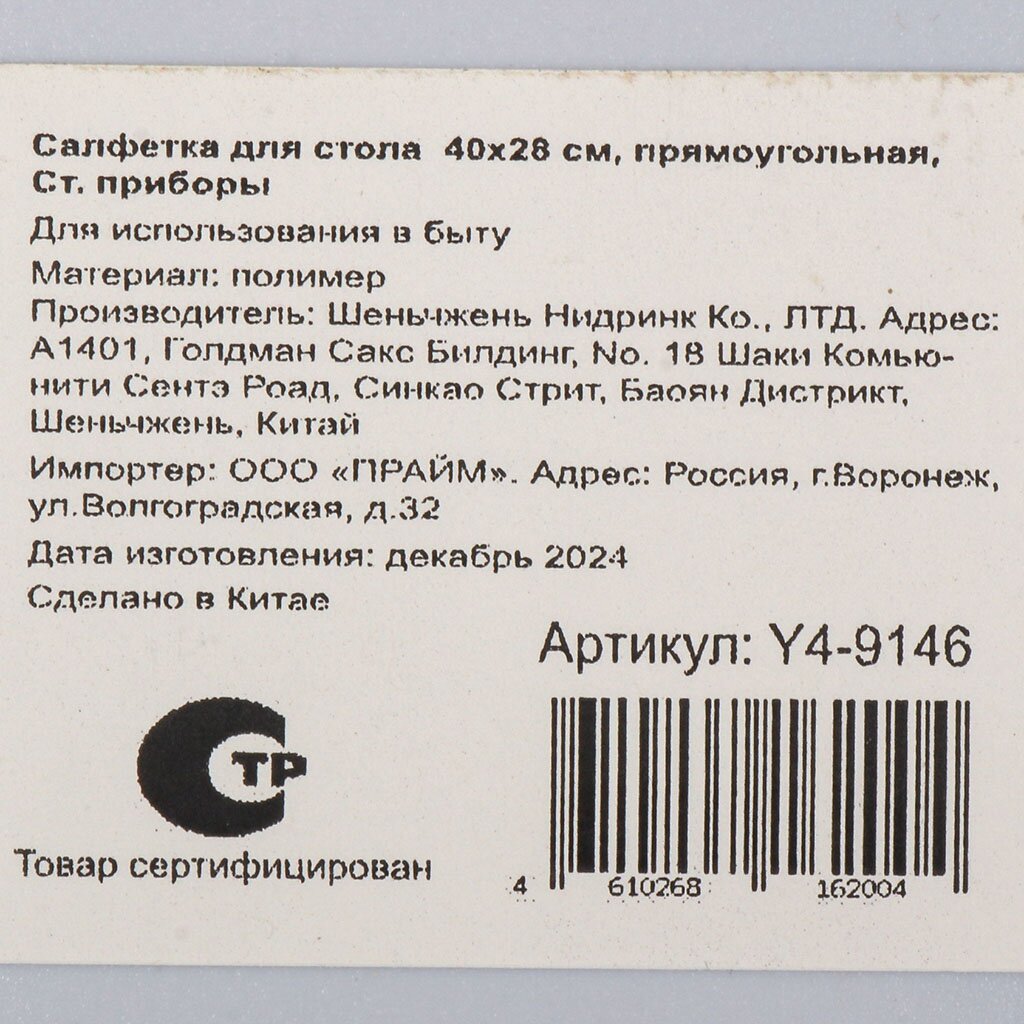 Салфетка для стола 40х28 см, прямоугольная,
Ст. приборы
Для использования в быту
Материал: полимер
Производитель: Шеньчжень Нидринк Ко., ЛТД. Адрес:
А1401, Голдман Сакс Билдинг, No. 18 Шаки Комью-
нити Сентэ Роад, Синкао Стрит, Баоян Дистрикт,
Шеньчжень, Китай
Импортер: ООО «ПРАЙМ». Адрес: Россия, г.Воронеж,
ул.Волгоградская, д.32
Дата изготовления: декабрь 2024
Сделано в Китае
Артикул: Y4-9146
ТР
Товар сертифицирован
4 610268 162004